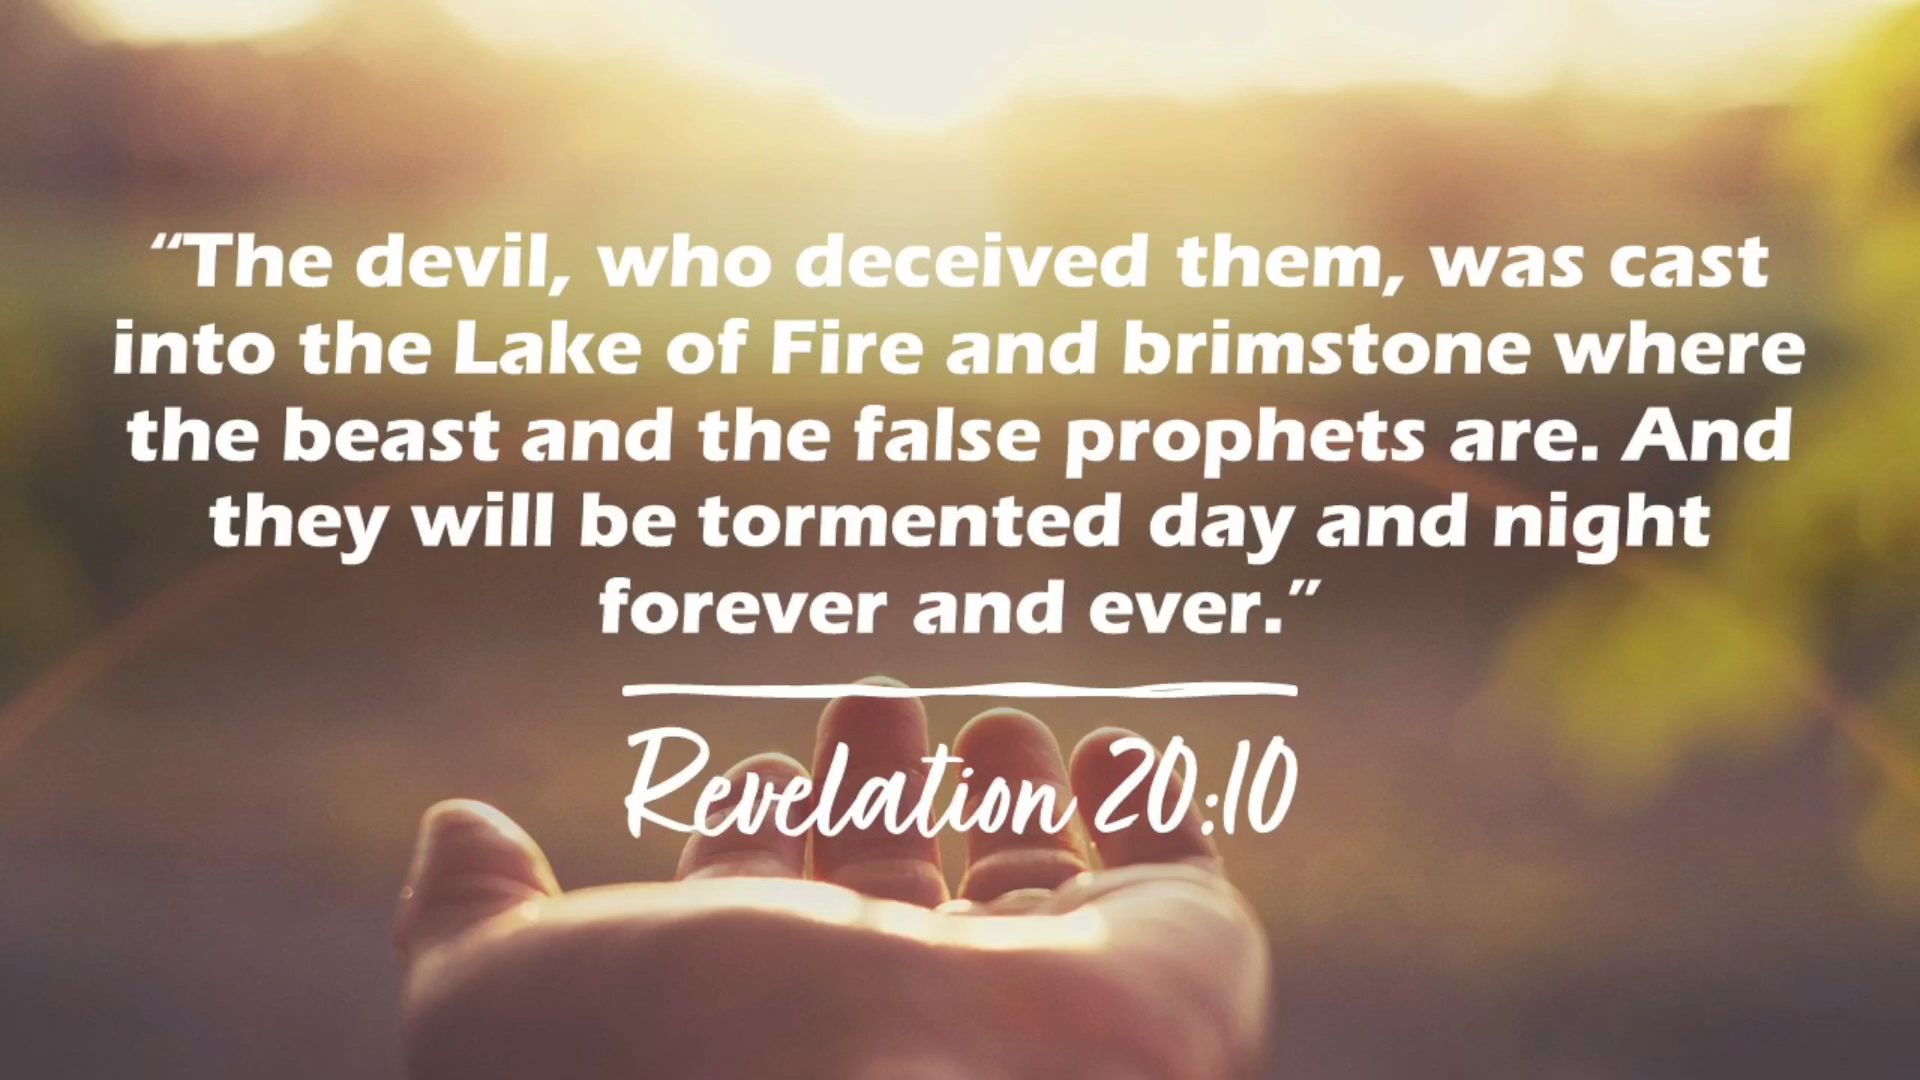 “The devil, who deceived them, was cast
into the Lake of Fire and brimstone where
the beast and the false prophets are. And
they will be tormented day and night
forever and ever.”
Revelation 20:10